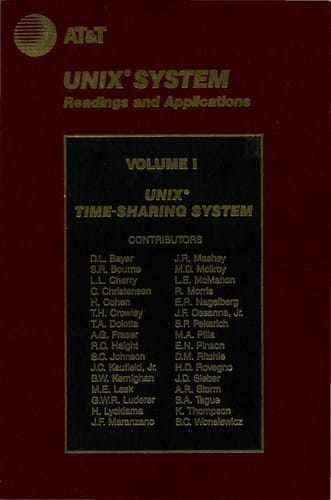 AT&T
UNIX® SYSTEM
Readings and Applications
VOLUME I
UNIX®
TIME-SHARING SYSTEM
CONTRIBUTORS
D.L. Bayer
S.R. Bourne
L.L. Cherry
C. Christensen
H. Cohen
T.H. Crowley
T.A. Dolotta
A.G. Fraser
R.C. Haight
S.C. Johnson
J.C. Kaufeld, Jr.
B.W. Kernighan
M.E. Lesk
G.W.R. Luderer
H. Lycklama
J.F. Maranzano
J.R. Mashey
M.D. McIlroy
L.E. McMahon
R. Morris
E.R. Nagelberg
J.F. Ossanna, Jr.
S.P. Pekarich
M.A. Pilla
E.N. Pinson
D.M. Ritchie
H.D. Rovegno
J.D. Sieber
A.R. Storm
B.A. Tague
K. Thompson
B.C. Wonsiewicz